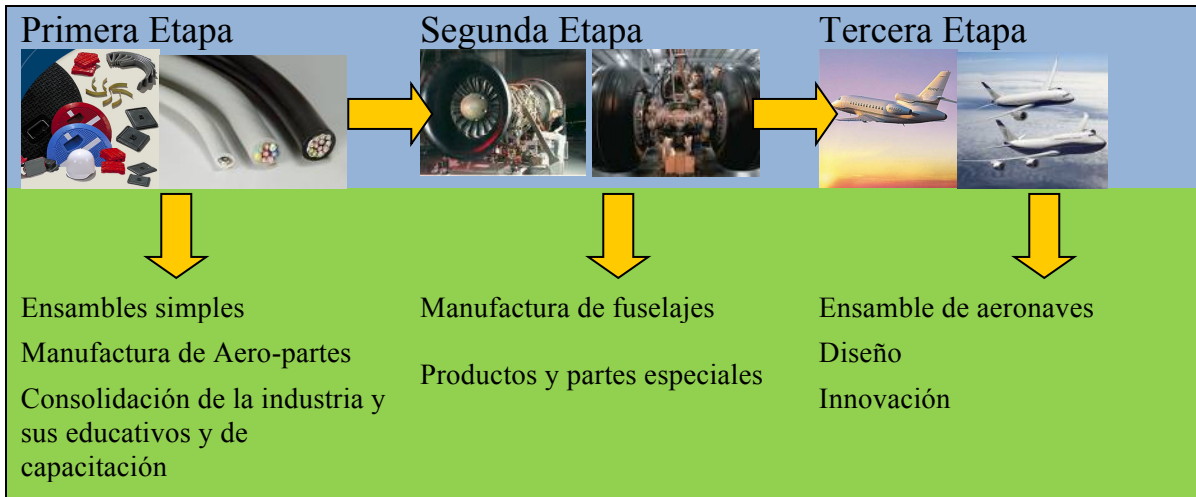 Primera Etapa
Segunda Etapa
Tercera Etapa
Ensambles simples
Manufactura de Aero-partes
Consolidación de la industria y
sus educativos y de
capacitación
Manufactura de fuselajes
Productos y partes especiales
Ensamble de aeronaves
Diseño
Innovación